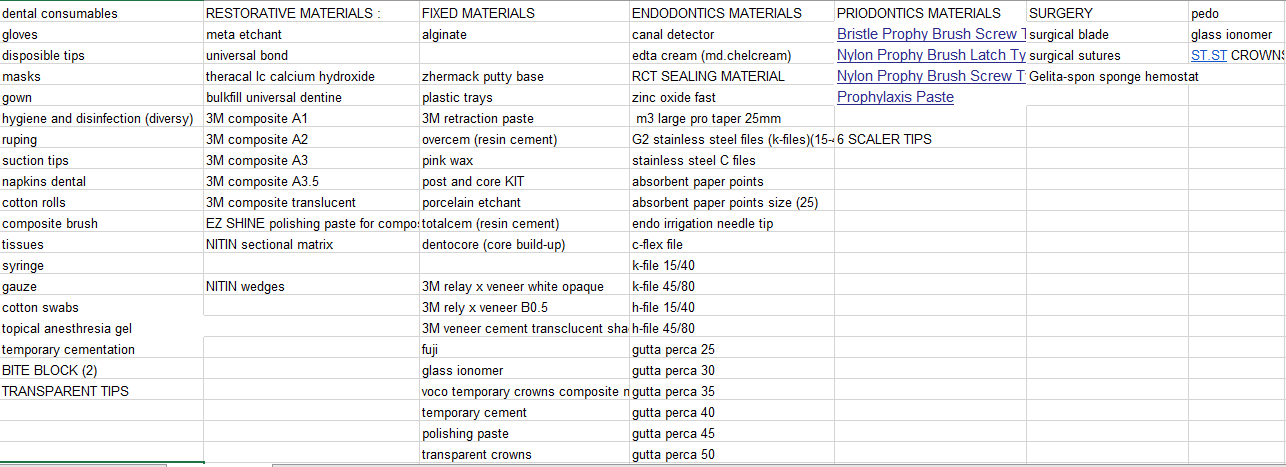 dental consumables RESTORATIVE MATERIALS : FIXED MATERIALS ENDODONTICS MATERIALS PRIODONTICS MATERIALS SURGERY pedo
gloves meta etchant alginate canal detector Bristle Prophy Brush Screw T surgical blade glass ionomer
disposible tips universal bond edta cream (md.chelcream) Nylon Prophy Brush Latch Ty surgical sutures ST.ST CROWNS
masks theracal lc calcium hydroxide zhermack putty base RCT SEALING MATERIAL Nylon Prophy Brush Screw T Gelita-spon sponge hemostat
gown bulkfill universal dentine plastic trays zinc oxide fast Prophylaxis Paste
hygiene and disinfection (diversy) 3M composite A1 3M retraction paste m3 large pro taper 25mm
ruping 3M composite A2 overcem (resin cement) G2 stainless steel files (k-files)(15-4 6 SCALER TIPS
suction tips 3M composite A3 pink wax stainless steel C files
napkins dental 3M composite A3.5 post and core KIT absorbent paper points
cotton rolls 3M composite translucent porcelain etchant absorbent paper points size (25)
composite brush EZ SHINE polishing paste for compo totalcem (resin cement) endo irrigation needle tip
tissues NITIN sectional matrix dentocore (core build-up) c-flex file
syringe k-file 15/40
gauze NITIN wedges 3M relay x veneer white opaque k-file 45/80
cotton swabs 3M rely x veneer B0.5 h-file 15/40
topical anesthresia gel 3M veneer cement transclucent sha h-file 45/80
temporary cementation fuji gutta perca 25
BITE BLOCK (2) glass ionomer gutta perca 30
TRANSPARENT TIPS voco temporary crowns composite n gutta perca 35
temporary cement gutta perca 40
polishing paste gutta perca 45
transparent crowns gutta perca 50